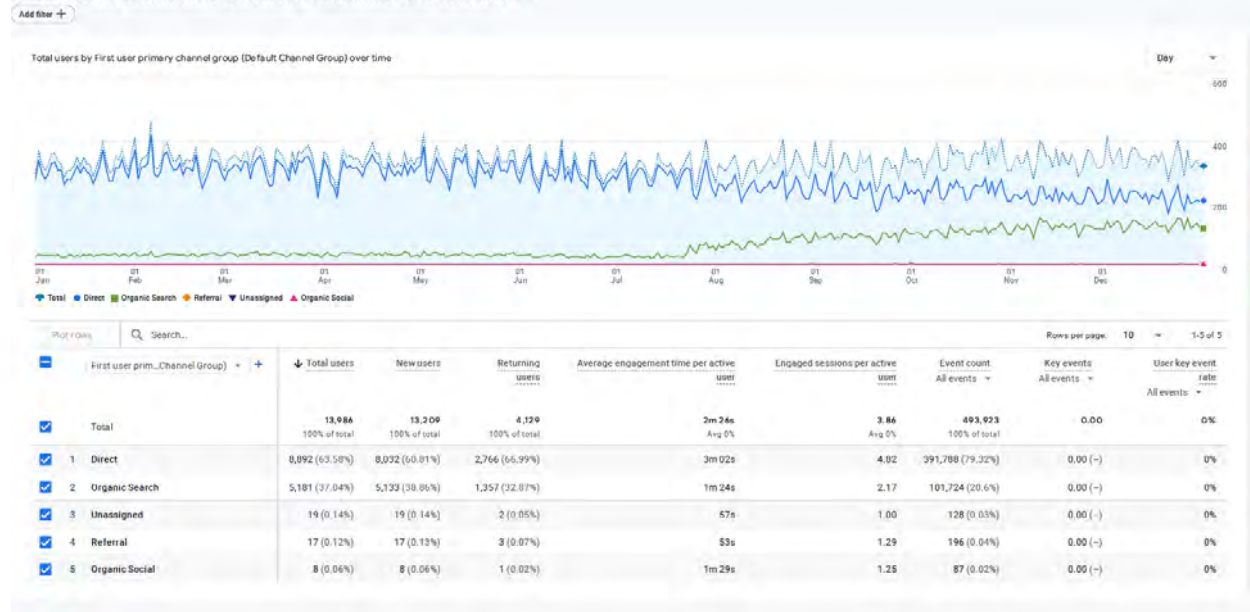 Add filter +
Total users by First user primary channel group (Default Channel Group) over time
Day
600
400
200
0
01 Jan
01 Feb
01 Mar
01 Apr
01 May
01 Jun
01 Jul
01 Aug
01 Sep
01 Oct
01 Nov
01 Dec
Total Direct Organic Search Referral Unassigned Organic Social
Plot rows Search... Rows per page: 10 1-5 of 5
First user prim...Channel Group) + ↓ Total users New users Returning users Average engagement time per active user Engaged sessions per active user Event count All events Key events All events User key event rate All events
Total 13,986 13,209 4,129 2m 26s 3.86 493,923 0.00 0%
100% of total 100% of total 100% of total Avg 0% Avg 0% 100% of total
1 Direct 8,892 (63.58%) 8,032 (60.81%) 2,766 (66.99%) 3m 02s 4.02 391,788 (79.32%) 0.00 (–) 0%
2 Organic Search 5,181 (37.04%) 5,133 (38.86%) 1,357 (32.87%) 1m 24s 2.17 101,724 (20.6%) 0.00 (–) 0%
3 Unassigned 19 (0.14%) 19 (0.14%) 2 (0.05%) 57s 1.00 128 (0.03%) 0.00 (–) 0%
4 Referral 17 (0.12%) 17 (0.13%) 3 (0.07%) 53s 1.29 196 (0.04%) 0.00 (–) 0%
5 Organic Social 8 (0.06%) 8 (0.06%) 1 (0.02%) 1m 29s 1.25 87 (0.02%) 0.00 (–) 0%